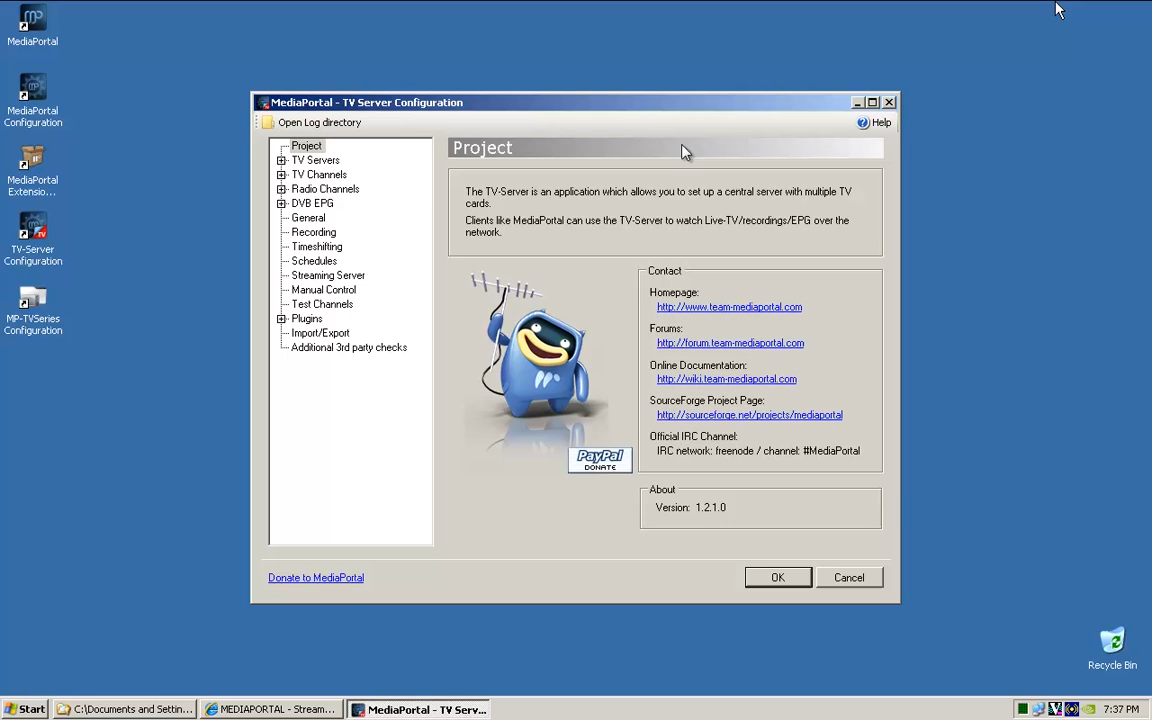 MediaPortal
MediaPortal
Configuration
MediaPortal
Extensio...
TV-Server
Configuration
MP-TVSeries
Configuration
MediaPortal - TV Server Configuration
Open Log directory
Help
Project
TV Servers
TV Channels
Radio Channels
DVB EPG
General
Recording
Timeshifting
Schedules
Streaming Server
Manual Control
Test Channels
Plugins
Import/Export
Additional 3rd party checks
Project
The TV-Server is an application which allows you to set up a central server with multiple TV
cards.
Clients like MediaPortal can use the TV-Server to watch Live-TV/recordings/EPG over the
network.
PayPal
DONATE
Contact
Homepage:
http://www.team-mediaportal.com
Forums:
http://forum.team-mediaportal.com
Online Documentation:
http://wiki.team-mediaportal.com
SourceForge Project Page:
http://sourceforge.net/projects/mediaportal
Official IRC Channel:
IRC network: freenode / channel: #MediaPortal
About
Version: 1.2.1.0
Donate to MediaPortal
OK
Cancel
Recycle Bin
Start
C:\Documents and Settin...
MEDIAPORTAL - Stream...
MediaPortal - TV Serv...
7:37 PM